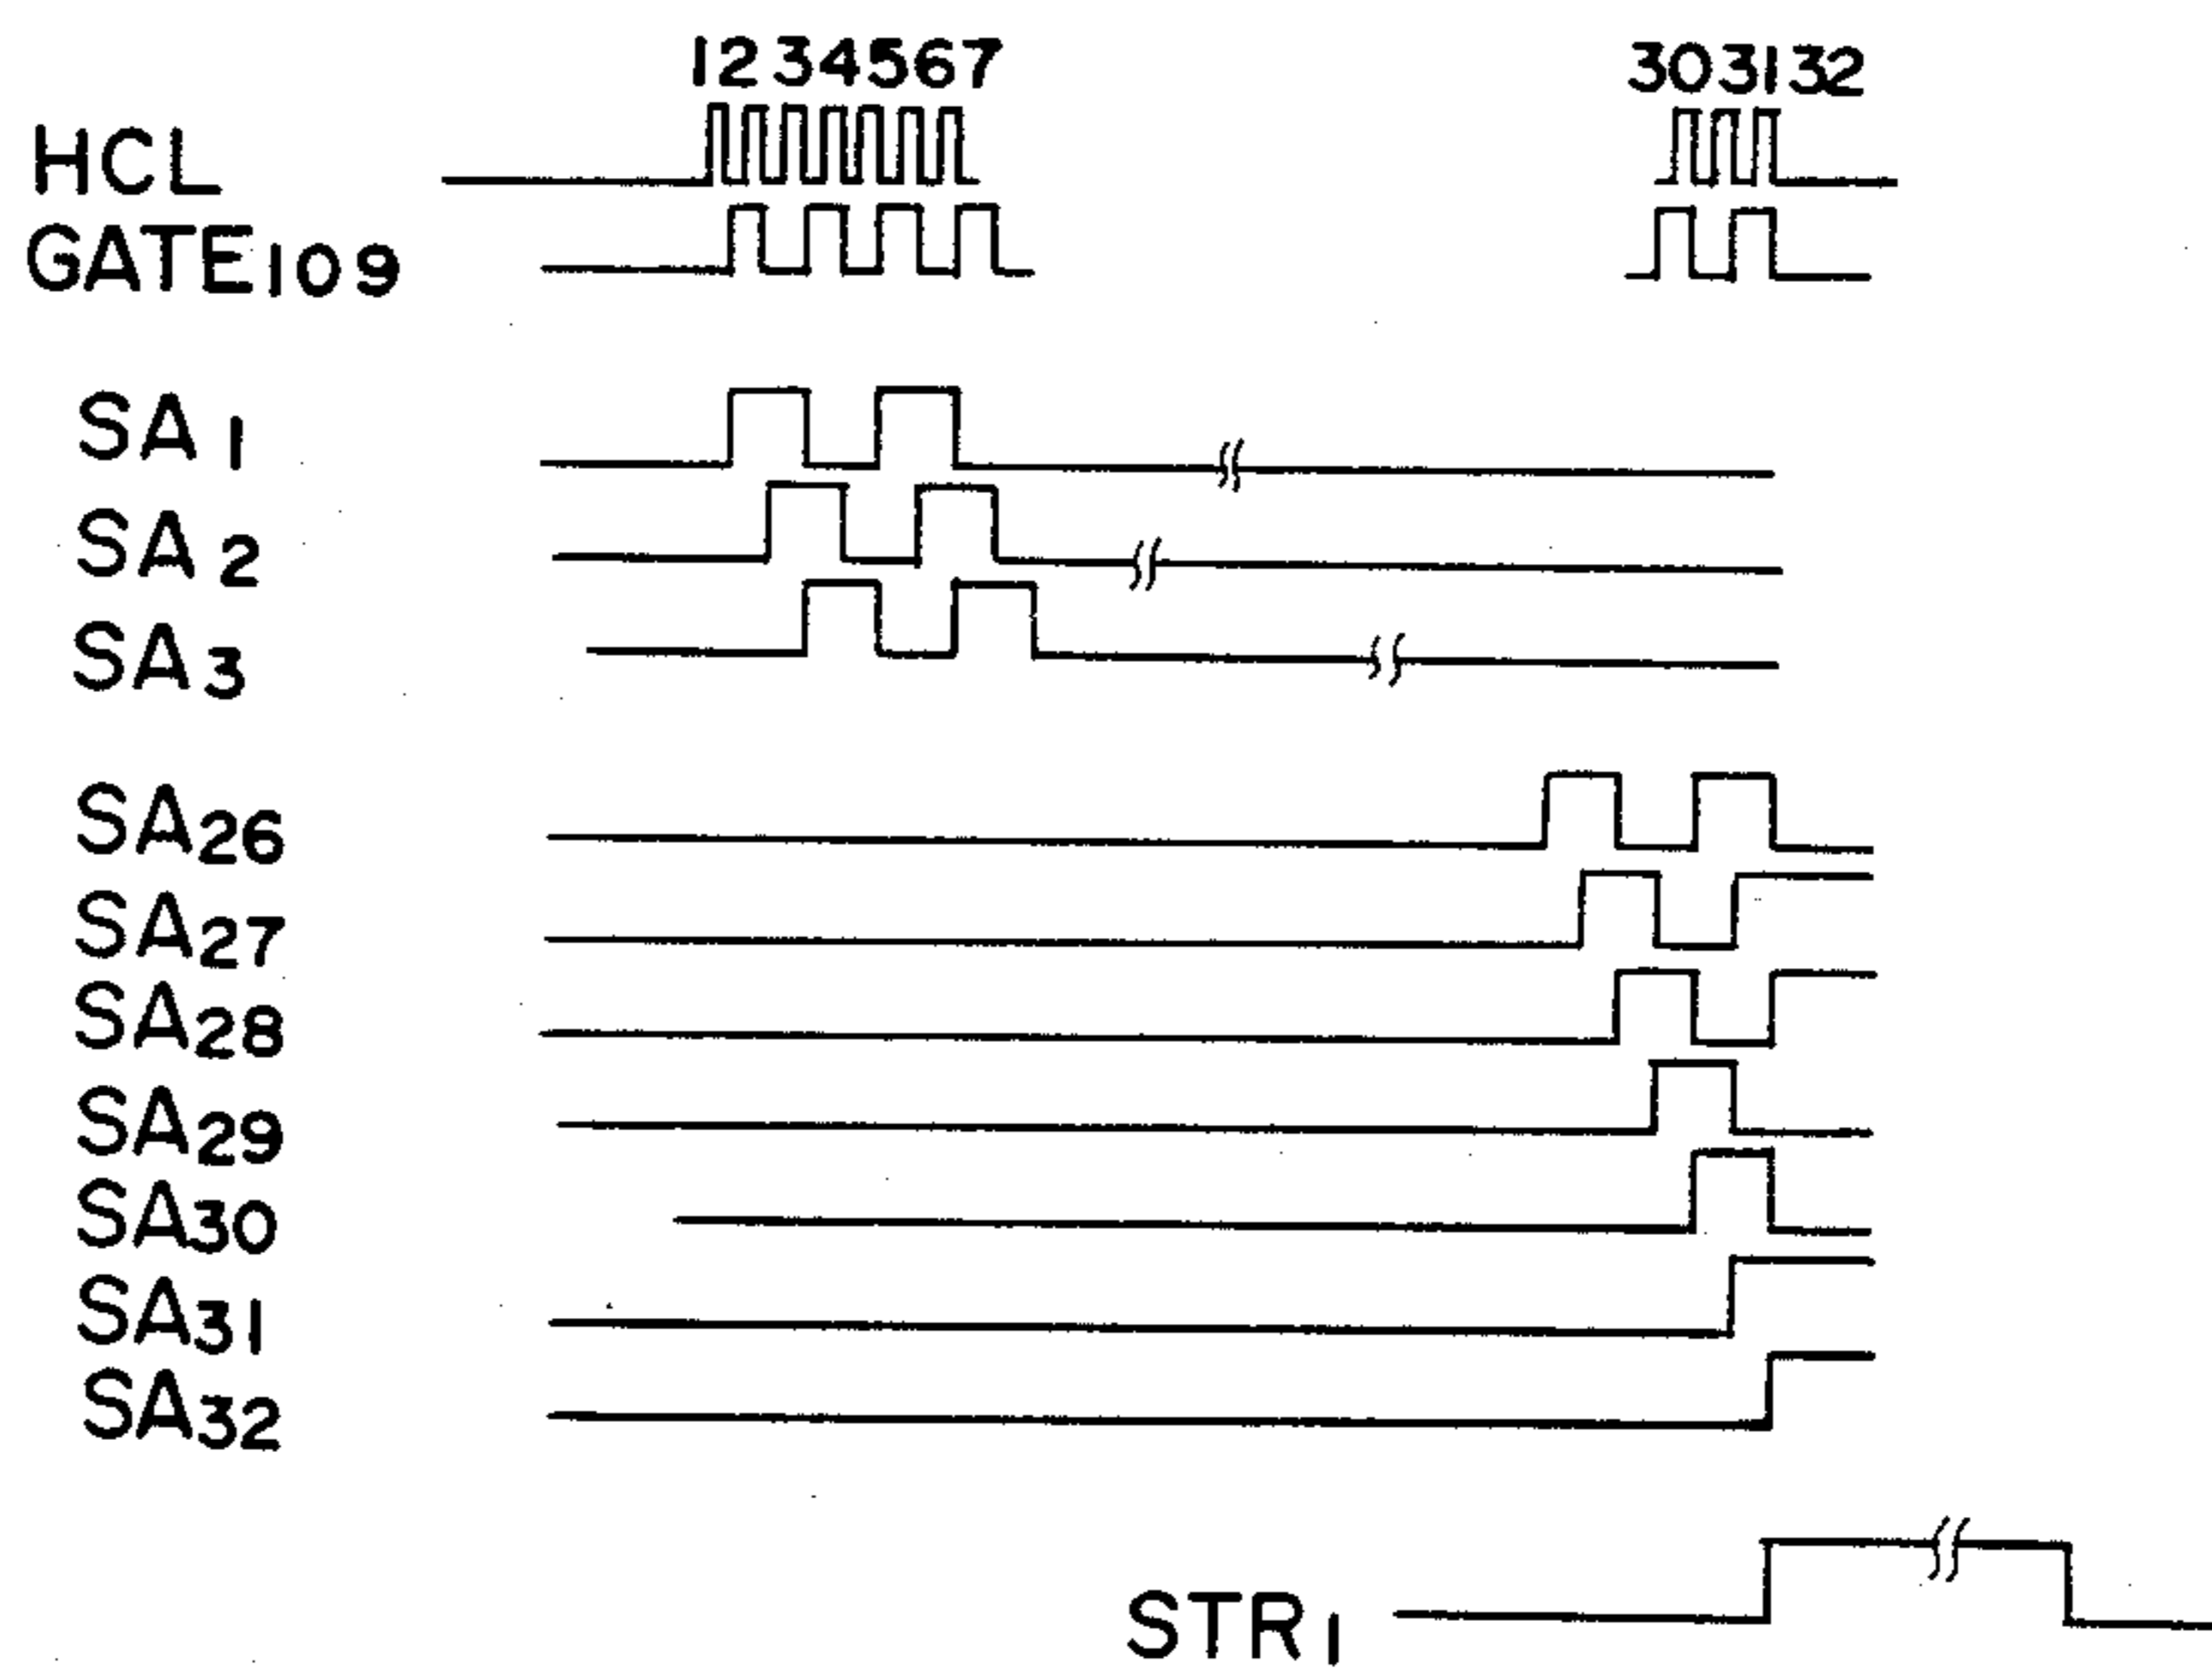 1234567 303132
HCL
GATE109
SA1
SA2
SA3
SA26
SA27
SA28
SA29
SA30
SA31
SA32
STR1